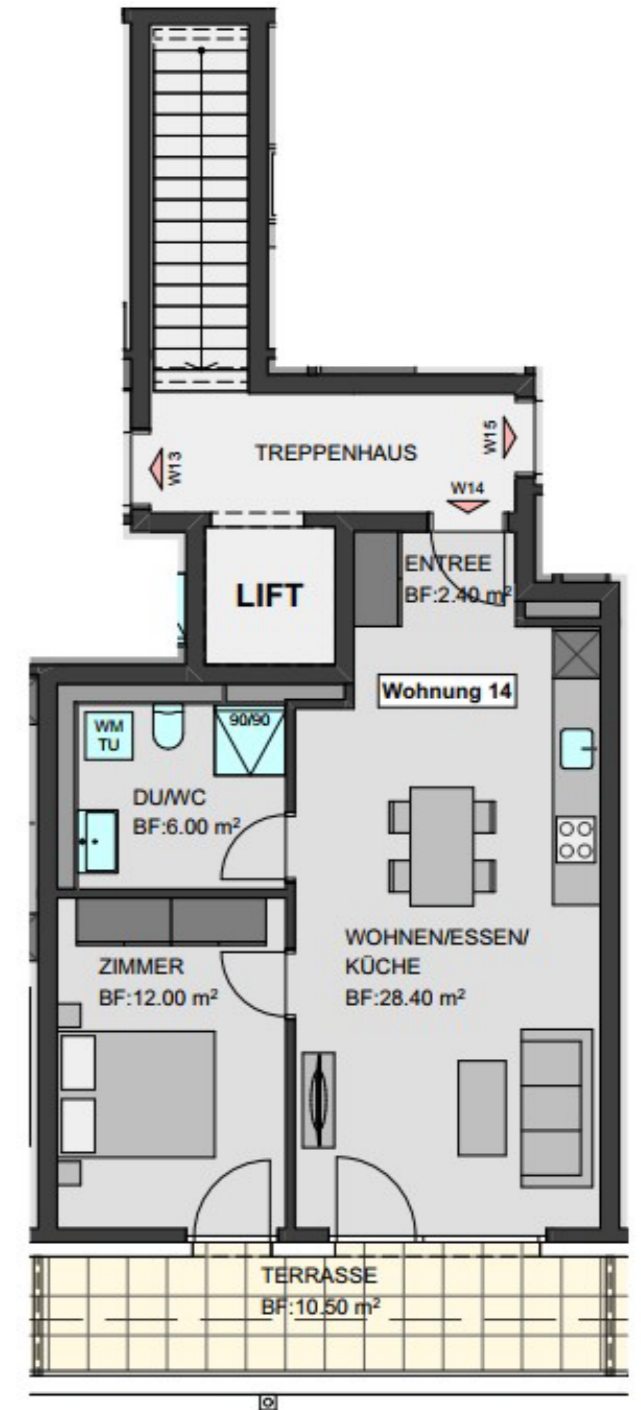 TREPPENHAUS
W13
W15
W14
LIFT
ENTREE
BF:2.40 m²
Wohnung 14
WM
TU
90/90
DU/WC
BF:6.00 m²
ZIMMER
BF:12.00 m²
WOHNEN/ESSEN/
KÜCHE
BF:28.40 m²
TERRASSE
BF:10.50 m²